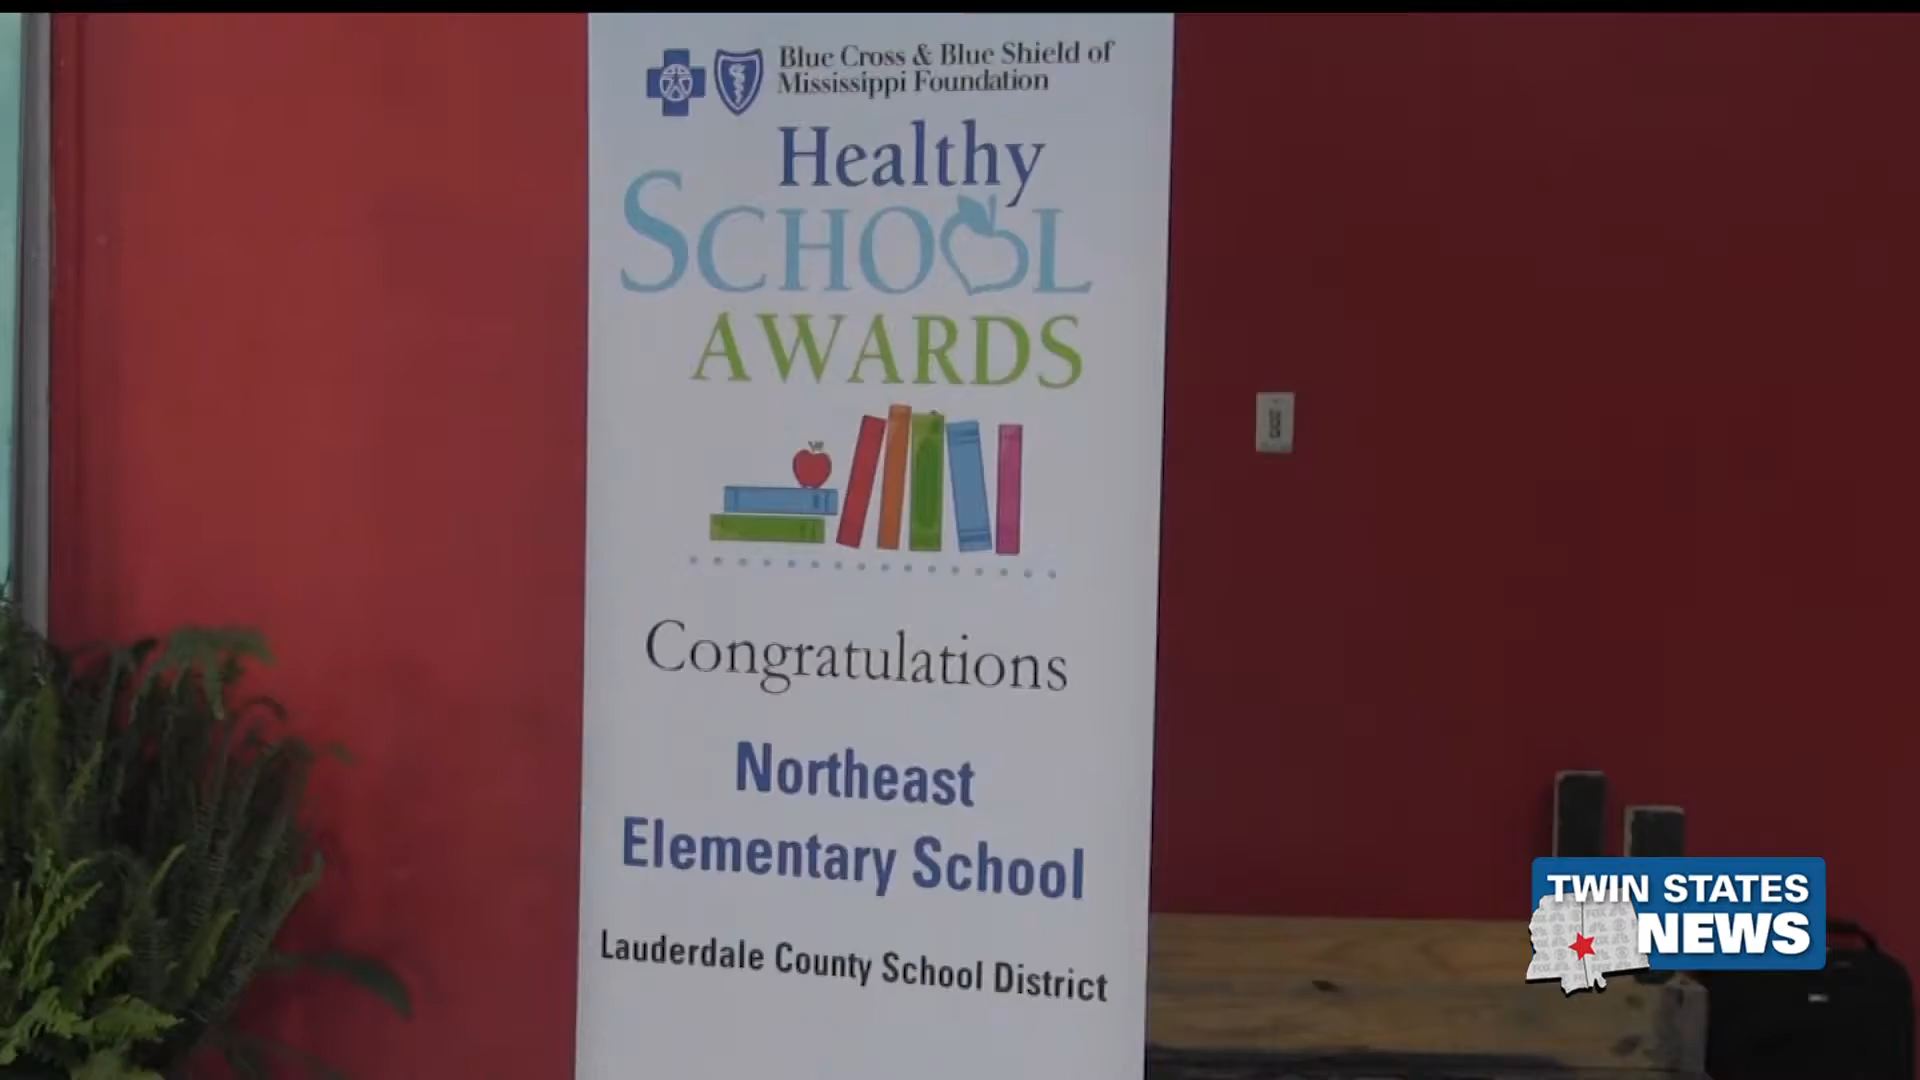 Blue Cross & Blue Shield of
Mississippi Foundation
Healthy
SCHOOL
AWARDS
Congratulations
Northeast
Elementary School
Lauderdale County School District
TWIN STATES
NEWS